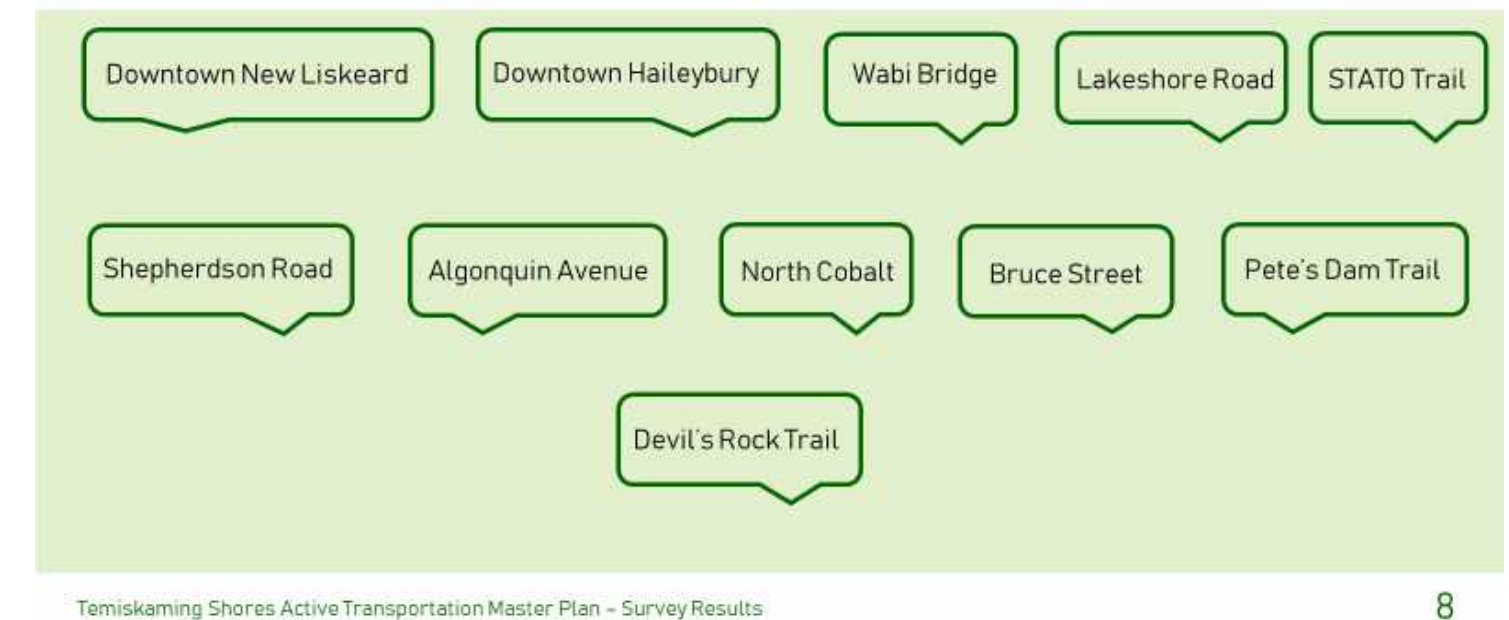 Downtown New Liskeard
Downtown Haileybury
Wabi Bridge
Lakeshore Road
STATO Trail
Shepherdson Road
Algonquin Avenue
North Cobalt
Bruce Street
Pete's Dam Trail
Devil's Rock Trail
Temiskaming Shores Active Transportation Master Plan – Survey Results
8